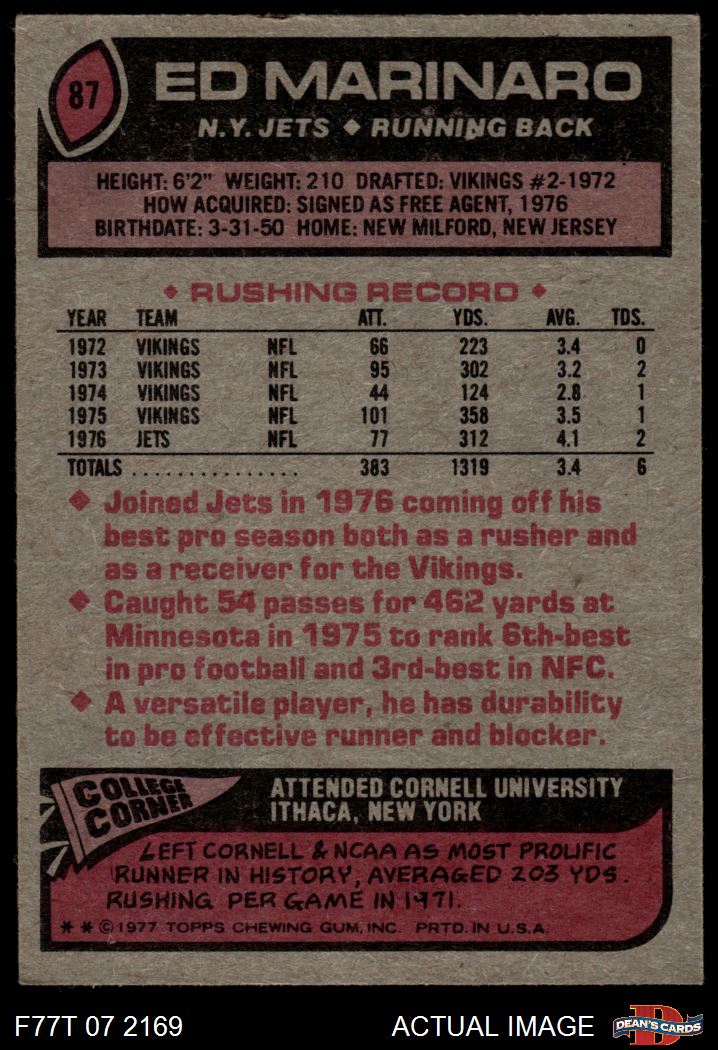 87
ED MARINARO
N.Y. JETS ♦ RUNNING BACK
HEIGHT: 6'2" WEIGHT: 210 DRAFTED: VIKINGS #2-1972
HOW ACQUIRED: SIGNED AS FREE AGENT, 1976
BIRTHDATE: 3-31-50 HOME: NEW MILFORD, NEW JERSEY
♦ RUSHING RECORD ♦
YEAR TEAM ATT. YDS. AVG. TDS.
1972 VIKINGS NFL 66 223 3.4 0
1973 VIKINGS NFL 95 302 3.2 2
1974 VIKINGS NFL 44 124 2.8 1
1975 VIKINGS NFL 101 358 3.5 1
1976 JETS NFL 77 312 4.1 2
TOTALS ............... 383 1319 3.4 6
♦ Joined Jets in 1976 coming off his
best pro season both as a rusher and
as a receiver for the Vikings.
♦ Caught 54 passes for 462 yards at
Minnesota in 1975 to rank 6th-best
in pro football and 3rd-best in NFC.
♦ A versatile player, he has durability
to be effective runner and blocker.
COLLEGE
CORNER
ATTENDED CORNELL UNIVERSITY
ITHACA, NEW YORK
LEFT CORNELL & NCAA AS MOST PROLIFIC
RUNNER IN HISTORY, AVERAGED 203 YDS.
RUSHING PER GAME IN 1971.
* * © 1977 TOPPS CHEWING GUM, INC. PRTD. IN U.S.A.
F77T 07 2169 ACTUAL IMAGE
D
DEAN'S CARDS